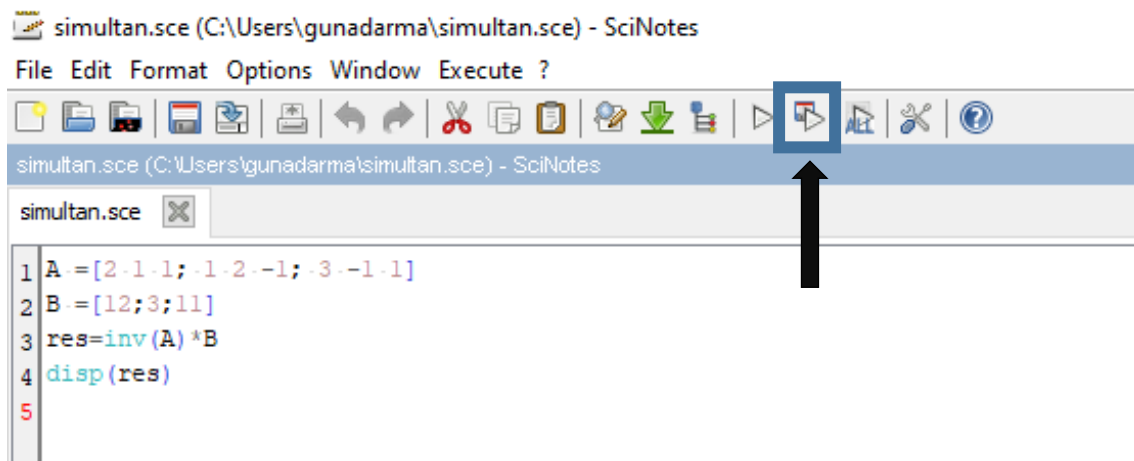 simultan.sce (C:\Users\gunadarma\simultan.sce) - SciNotes
File Edit Format Options Window Execute ?
simultan.sce (C:\Users\gunadarma\simultan.sce) - SciNotes
simultan.sce
1 A =[2 1 1; 1 2 -1; 3 -1 1]
2 B =[12;3;11]
3 res=inv(A)*B
4 disp(res)
5